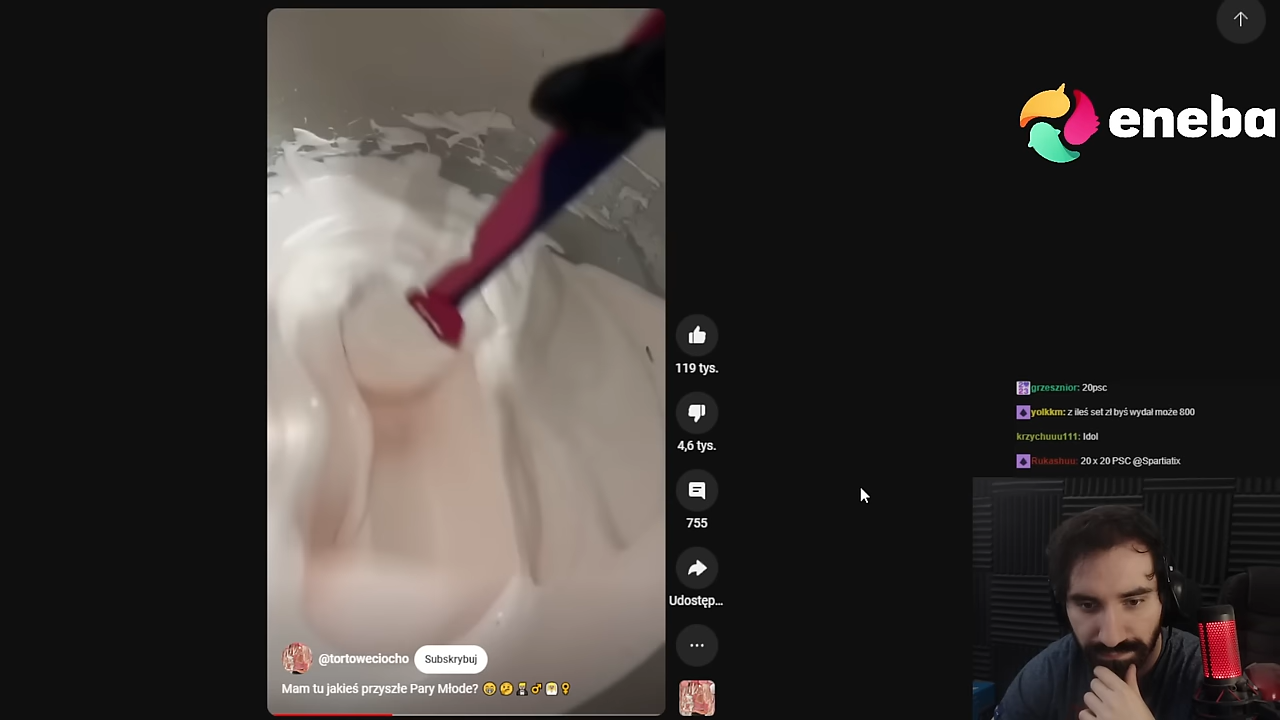 eneba
119 tys.
4,6 tys.
755
Udostęp...
grzesznior: 20psc
yolkkm: z ileś set zł byś wydał może 800
krzychuuu111: Idol
Rukashuu: 20 x 20 PSC @Spartiatix
@tortoweciocho
Subskrybuj
Mam tu jakieś przyszłe Pary Młode?